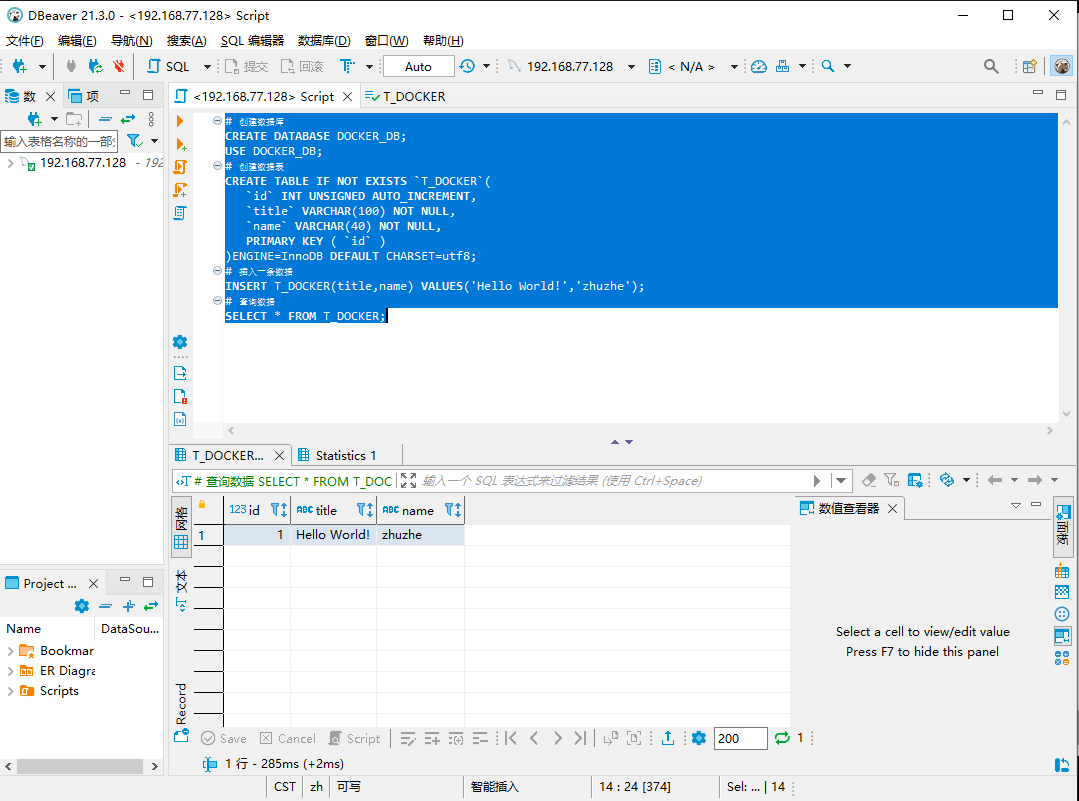 DBeaver 21.3.0 - <192.168.77.128> Script
文件(F) 编辑(E) 导航(N) 搜索(A) SQL 编辑器 数据库(D) 窗口(W) 帮助(H)
SQL 提交 回滚 Auto 192.168.77.128 < N/A >
数 项 <192.168.77.128> Script T_DOCKER
输入表格名称的一部分
192.168.77.128 - 192
# 创建数据库
CREATE DATABASE DOCKER_DB;
USE DOCKER_DB;
# 创建数据表
CREATE TABLE IF NOT EXISTS `T_DOCKER`(
`id` INT UNSIGNED AUTO_INCREMENT,
`title` VARCHAR(100) NOT NULL,
`name` VARCHAR(40) NOT NULL,
PRIMARY KEY ( `id` )
)ENGINE=InnoDB DEFAULT CHARSET=utf8;
# 插入一条数据
INSERT T_DOCKER(title,name) VALUES('Hello World!','zhuzhe');
# 查询数据
SELECT * FROM T_DOCKER;
T_DOCKER... Statistics 1
# 查询数据 SELECT * FROM T_DOC 输入一个 SQL 表达式来过滤结果 (使用 Ctrl+Space)
网格 123 id ABC title ABC name 数值查看器
1 1 Hello World! zhuzhe
面板
文本
Select a cell to view/edit value
Press F7 to hide this panel
Record
Project ...
Name DataSou...
Bookmar
ER Diagra
Scripts
Save Cancel Script 200 1
1 行 - 285ms (+2ms)
CST zh 可写 智能插入 14 : 24 [374] Sel: ... | 14